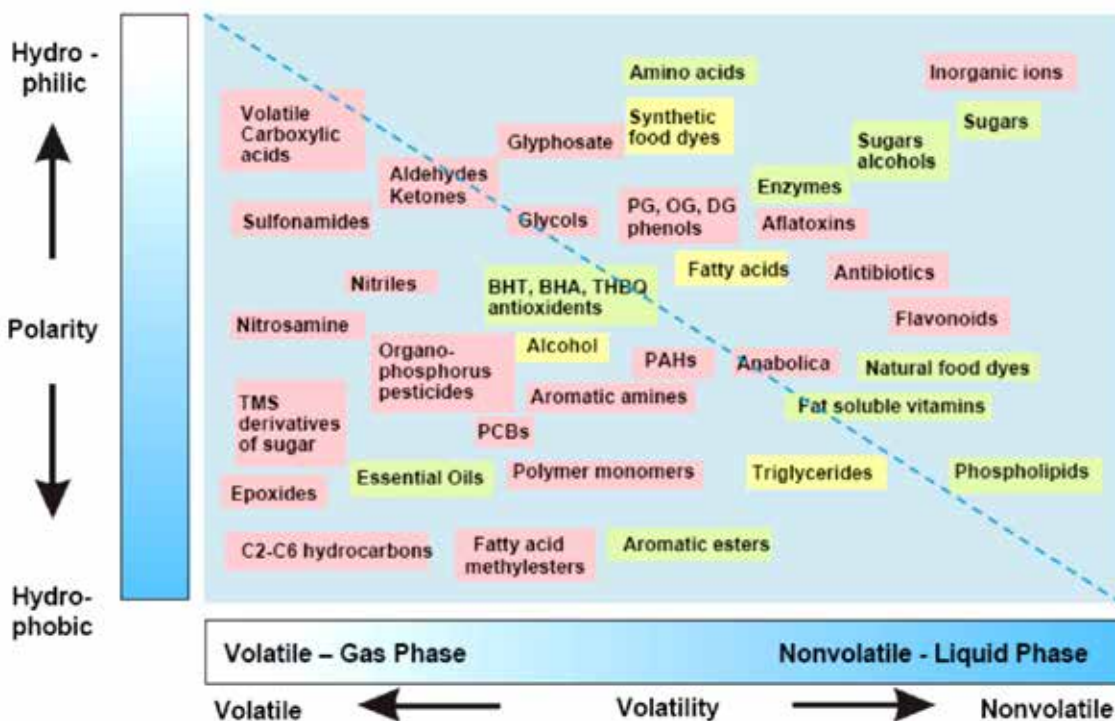 Hydro -
philic
Polarity
Hydro-
phobic
Amino acids
Inorganic ions
Volatile
Carboxylic
acids
Synthetic
food dyes
Sugars
Glyphosate
Sugars
alcohols
Aldehydes
Ketones
Enzymes
Sulfonamides
Glycols
PG, OG, DG
phenols
Aflatoxins
Fatty acids
Antibiotics
Nitriles
BHT, BHA, THBQ
antioxidents
Flavonoids
Nitrosamine
Alcohol
Organo-
phosphorus
pesticides
PAHs
Anabolica
Natural food dyes
Aromatic amines
TMS
derivatives
of sugar
Fat soluble vitamins
PCBs
Essential Oils
Polymer monomers
Triglycerides
Phospholipids
Epoxides
C2-C6 hydrocarbons
Fatty acid
methylesters
Aromatic esters
Volatile – Gas Phase
Nonvolatile - Liquid Phase
Volatile
Volatility
Nonvolatile